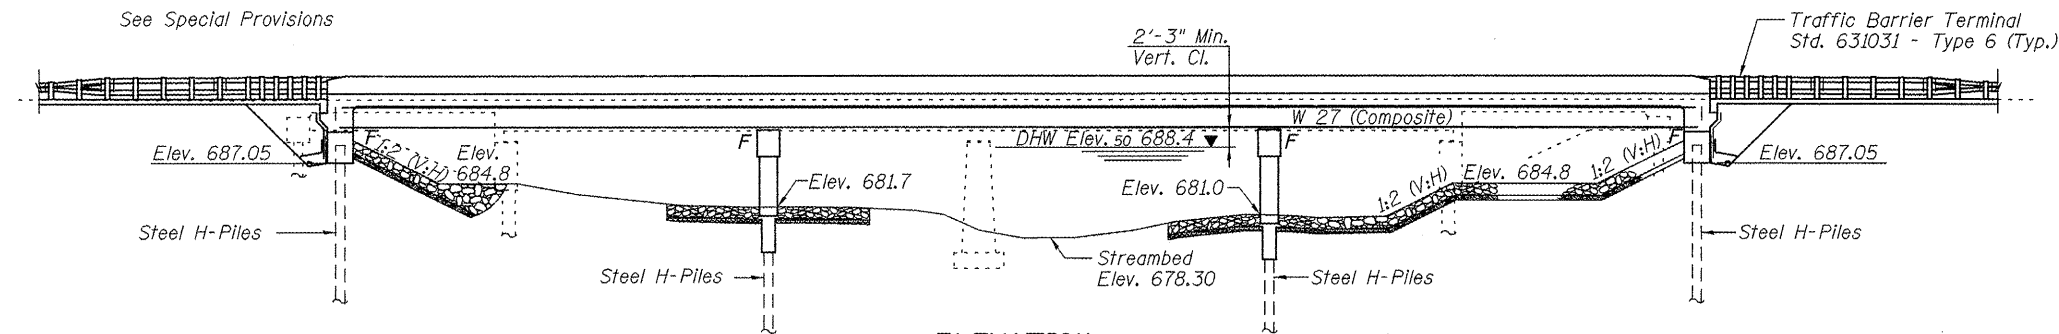 See Special Provisions
Traffic Barrier Terminal
Std. 631031 - Type 6 (Typ.)
2'-3" Min.
Vert. Cl.
W 27 (Composite)
DHW Elev. 50 688.4
F
F
F
F
1:2 (V:H)
Elev.
684.8
Elev. 687.05
Elev. 681.7
Elev. 681.0
1:2 (V:H)
Elev. 684.8
1:2 (V:H)
Elev. 687.05
Steel H-Piles
Steel H-Piles
Streambed
Elev. 678.30
Steel H-Piles
Steel H-Piles